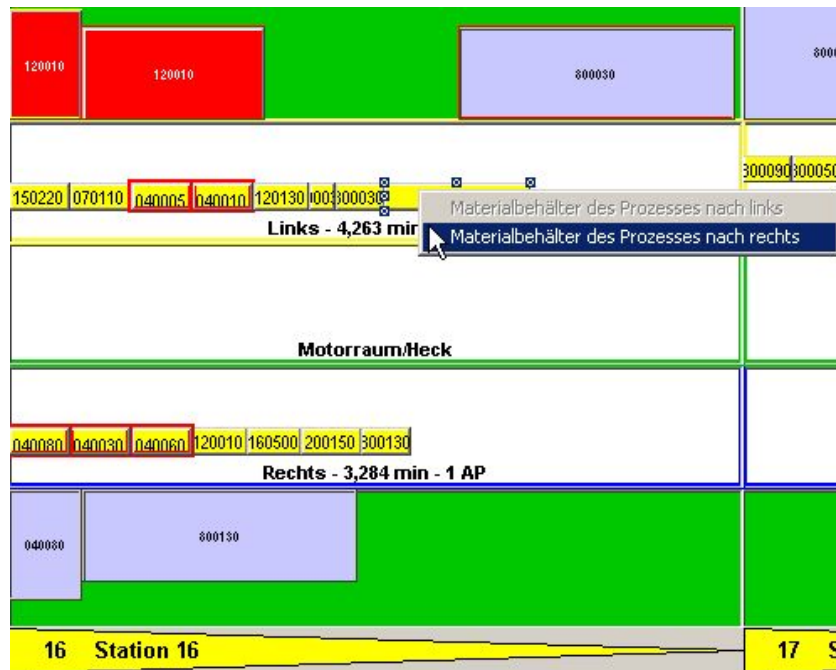 120010 120010 800030 800
300090 300050
150220 070110 040005 040010 120130 300030
Materialbehälter des Prozesses nach links
Links - 4,263 min
Materialbehälter des Prozesses nach rechts
Motorraum/Heck
040080 040030 040060 120010 160500 200150 300130
Rechts - 3,284 min - 1 AP
040080 800130
16 Station 16 17 S